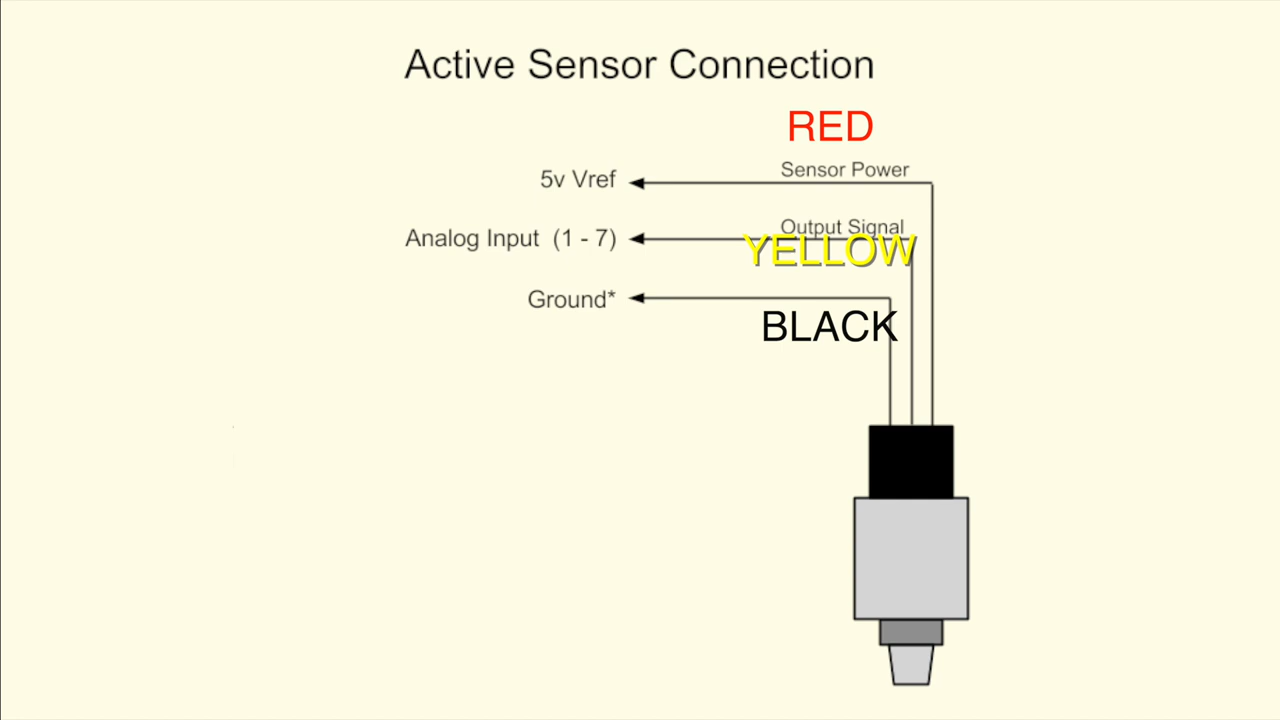 Active Sensor Connection
RED
Sensor Power
5v Vref
Output Signal
Analog Input (1 - 7)
YELLOW
Ground*
BLACK